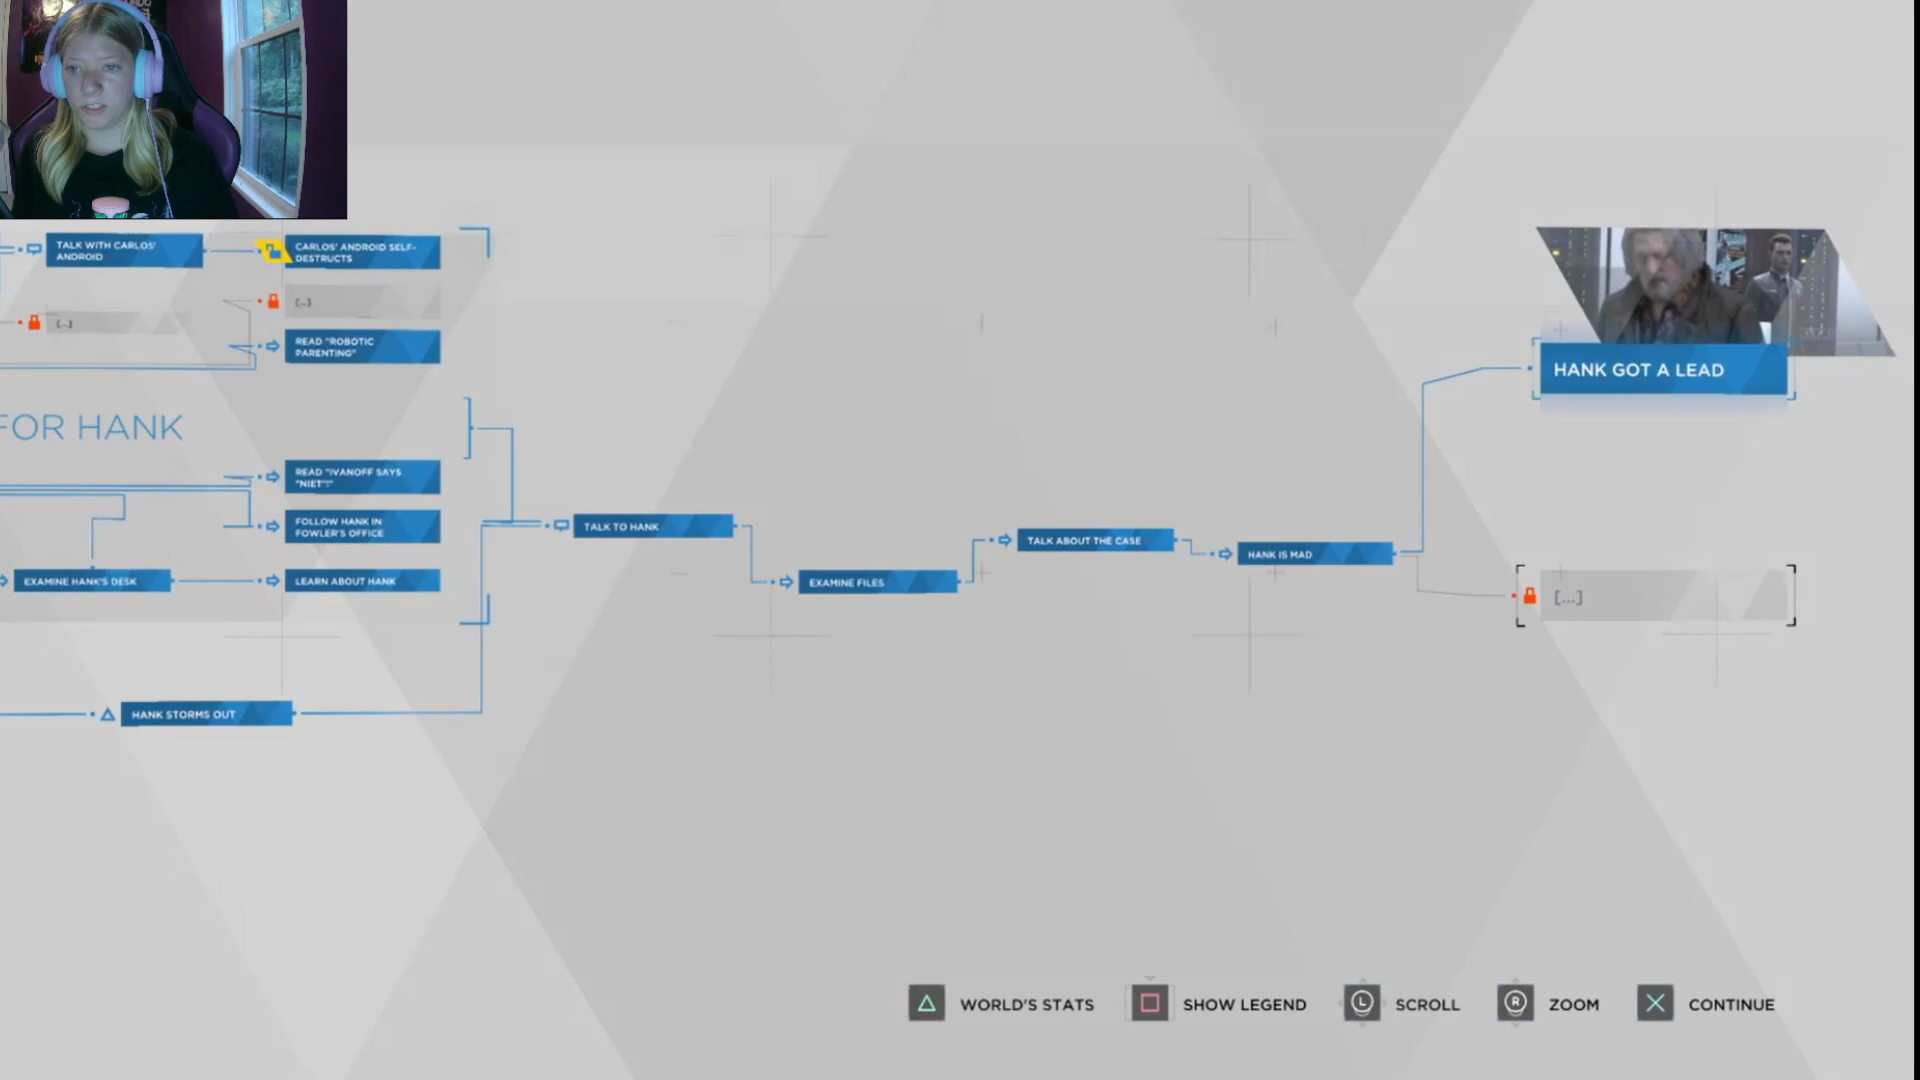 TALK WITH CARLOS'
ANDROID
CARLOS' ANDROID SELF-
DESTRUCTS
[...]
[...]
READ "ROBOTIC
PARENTING"
HANK GOT A LEAD
FOR HANK
READ "IVANOFF SAYS
"NIET"!"
FOLLOW HANK IN
FOWLER'S OFFICE
TALK TO HANK
TALK ABOUT THE CASE
HANK IS MAD
EXAMINE HANK'S DESK
LEARN ABOUT HANK
EXAMINE FILES
[...]
HANK STORMS OUT
WORLD'S STATS
SHOW LEGEND
L
SCROLL
R
ZOOM
CONTINUE